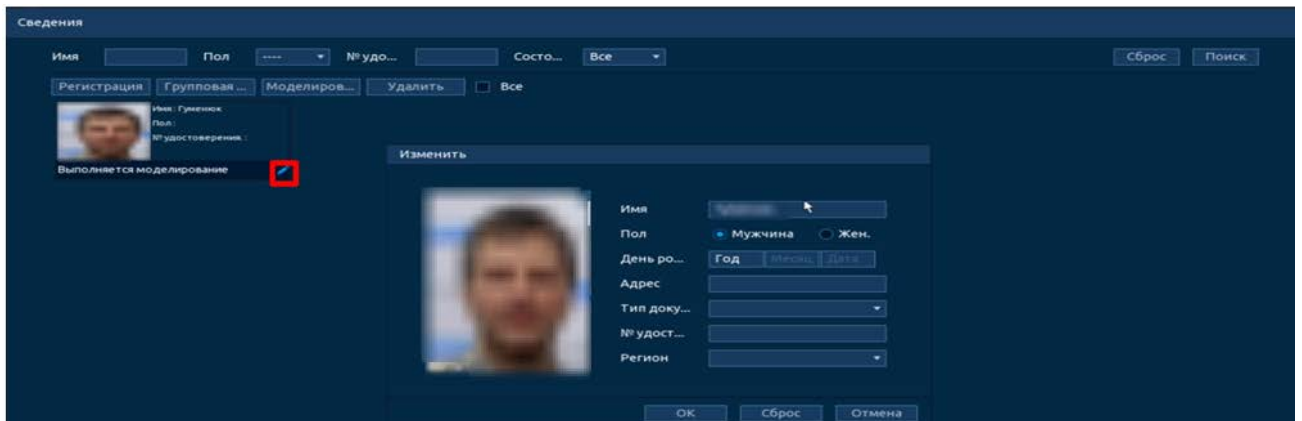 Сведения
Имя Пол ---- № удо... Состо... Все Сброс Поиск
Регистрация Групповая ... Моделиров... Удалить Все
Имя: Гуменюк
Пол:
№ удостоверения:
Выполняется моделирование
Изменить
Имя
Пол Мужчина Жен.
День ро... Год Месяц Дата
Адрес
Тип доку...
№ удост...
Регион
ОК Сброс Отмена